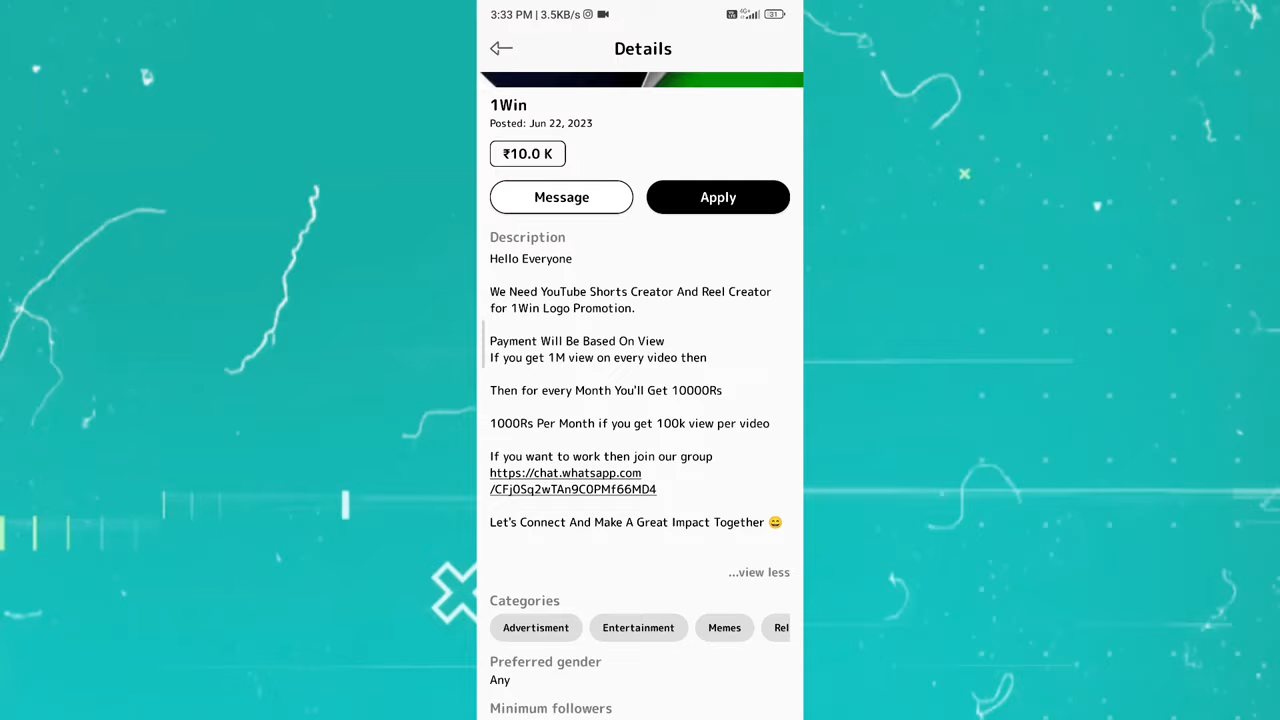 3:33 PM | 3.5KB/s
4G+
31
Details
1Win
Posted: Jun 22, 2023
₹10.0 K
Message
Apply
Description
Hello Everyone
We Need YouTube Shorts Creator And Reel Creator
for 1Win Logo Promotion.
Payment Will Be Based On View
If you get 1M view on every video then
Then for every Month You'll Get 10000Rs
1000Rs Per Month if you get 100k view per video
If you want to work then join our group
https://chat.whatsapp.com
/CFj0Sq2wTAn9C0PMf66MD4
Let's Connect And Make A Great Impact Together 😄
...view less
Categories
Advertisment
Entertainment
Memes
Rel
Preferred gender
Any
Minimum followers